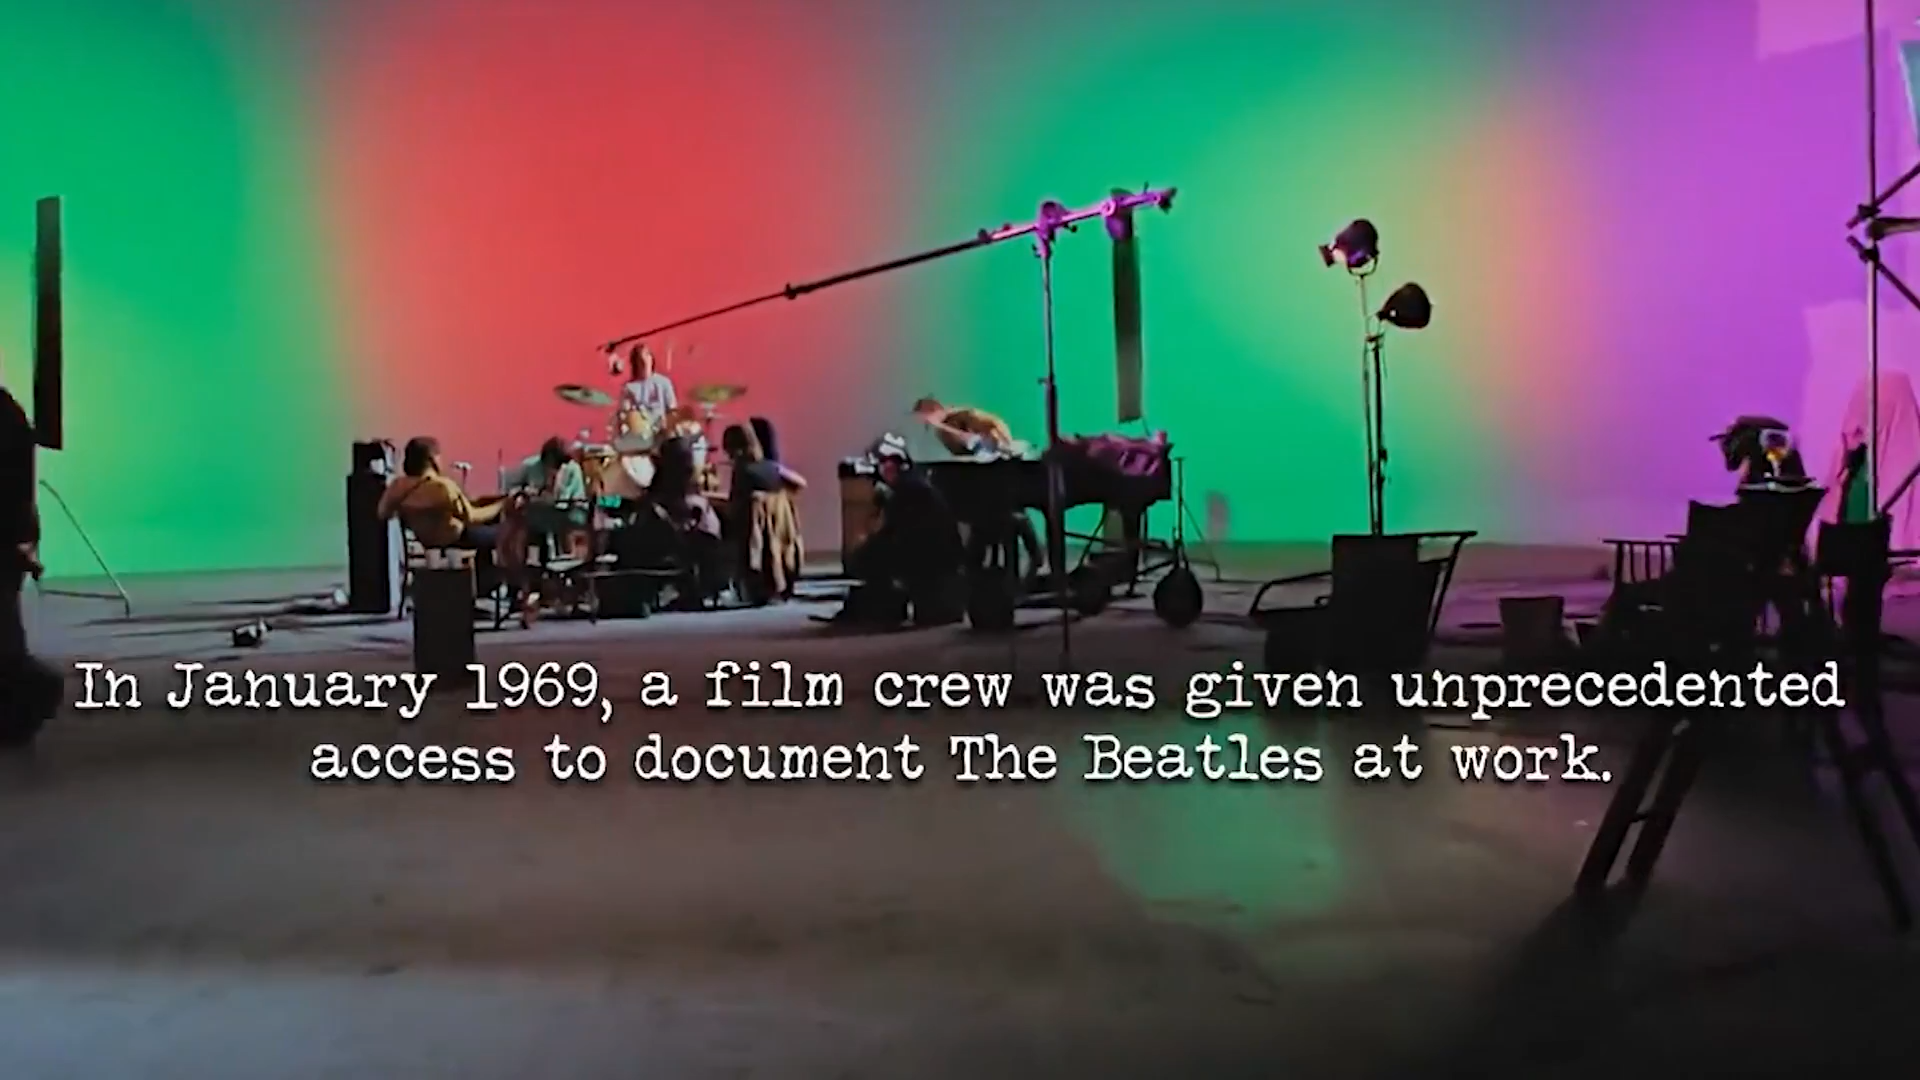 In January 1969, a film crew was given unprecedented
access to document The Beatles at work.